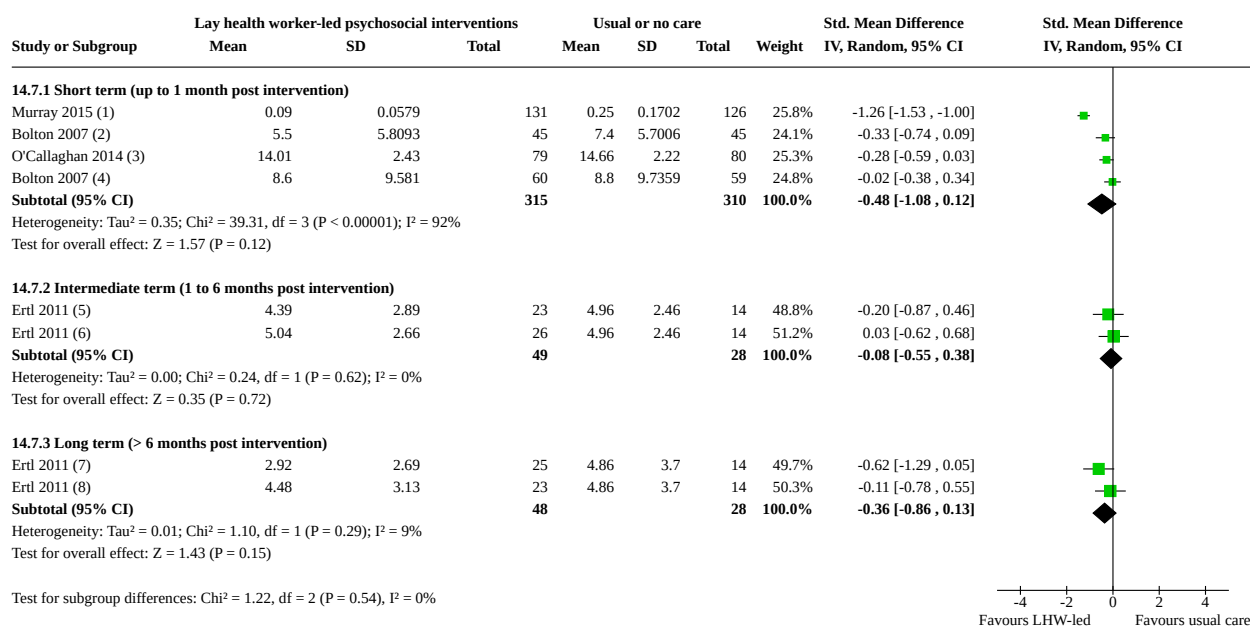 Lay health worker-led psychosocial interventions Usual or no care Std. Mean Difference Std. Mean Difference
Study or Subgroup Mean SD Total Mean SD Total Weight IV, Random, 95% CI IV, Random, 95% CI
14.7.1 Short term (up to 1 month post intervention)
Murray 2015 (1) 0.09 0.0579 131 0.25 0.1702 126 25.8% -1.26 [-1.53 , -1.00]
Bolton 2007 (2) 5.5 5.8093 45 7.4 5.7006 45 24.1% -0.33 [-0.74 , 0.09]
O'Callaghan 2014 (3) 14.01 2.43 79 14.66 2.22 80 25.3% -0.28 [-0.59 , 0.03]
Bolton 2007 (4) 8.6 9.581 60 8.8 9.7359 59 24.8% -0.02 [-0.38 , 0.34]
Subtotal (95% CI) 315 310 100.0% -0.48 [-1.08 , 0.12]
Heterogeneity: Tau² = 0.35; Chi² = 39.31, df = 3 (P < 0.00001); I² = 92%
Test for overall effect: Z = 1.57 (P = 0.12)
14.7.2 Intermediate term (1 to 6 months post intervention)
Ertl 2011 (5) 4.39 2.89 23 4.96 2.46 14 48.8% -0.20 [-0.87 , 0.46]
Ertl 2011 (6) 5.04 2.66 26 4.96 2.46 14 51.2% 0.03 [-0.62 , 0.68]
Subtotal (95% CI) 49 28 100.0% -0.08 [-0.55 , 0.38]
Heterogeneity: Tau² = 0.00; Chi² = 0.24, df = 1 (P = 0.62); I² = 0%
Test for overall effect: Z = 0.35 (P = 0.72)
14.7.3 Long term (> 6 months post intervention)
Ertl 2011 (7) 2.92 2.69 25 4.86 3.7 14 49.7% -0.62 [-1.29 , 0.05]
Ertl 2011 (8) 4.48 3.13 23 4.86 3.7 14 50.3% -0.11 [-0.78 , 0.55]
Subtotal (95% CI) 48 28 100.0% -0.36 [-0.86 , 0.13]
Heterogeneity: Tau² = 0.01; Chi² = 1.10, df = 1 (P = 0.29); I² = 9%
Test for overall effect: Z = 1.43 (P = 0.15)
Test for subgroup differences: Chi² = 1.22, df = 2 (P = 0.54), I² = 0%
-4 -2 0 2 4
Favours LHW-led Favours usual care